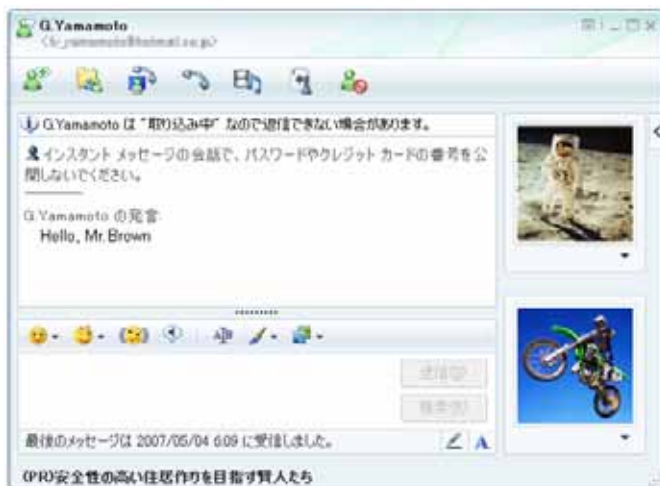 G.Yamamoto
G.Yamamoto は "取り込み中" なので返信できない場合があります。
インスタント メッセージの会話で、パスワードやクレジット カードの番号を公
開しないでください。
G.Yamamoto の発言:
Hello, Mr.Brown
送信(S)
検索(R)
最後のメッセージは 2007/05/04 6:09 に受信しました。
A
(PR)安全性の高い住居作りを目指す賢人たち